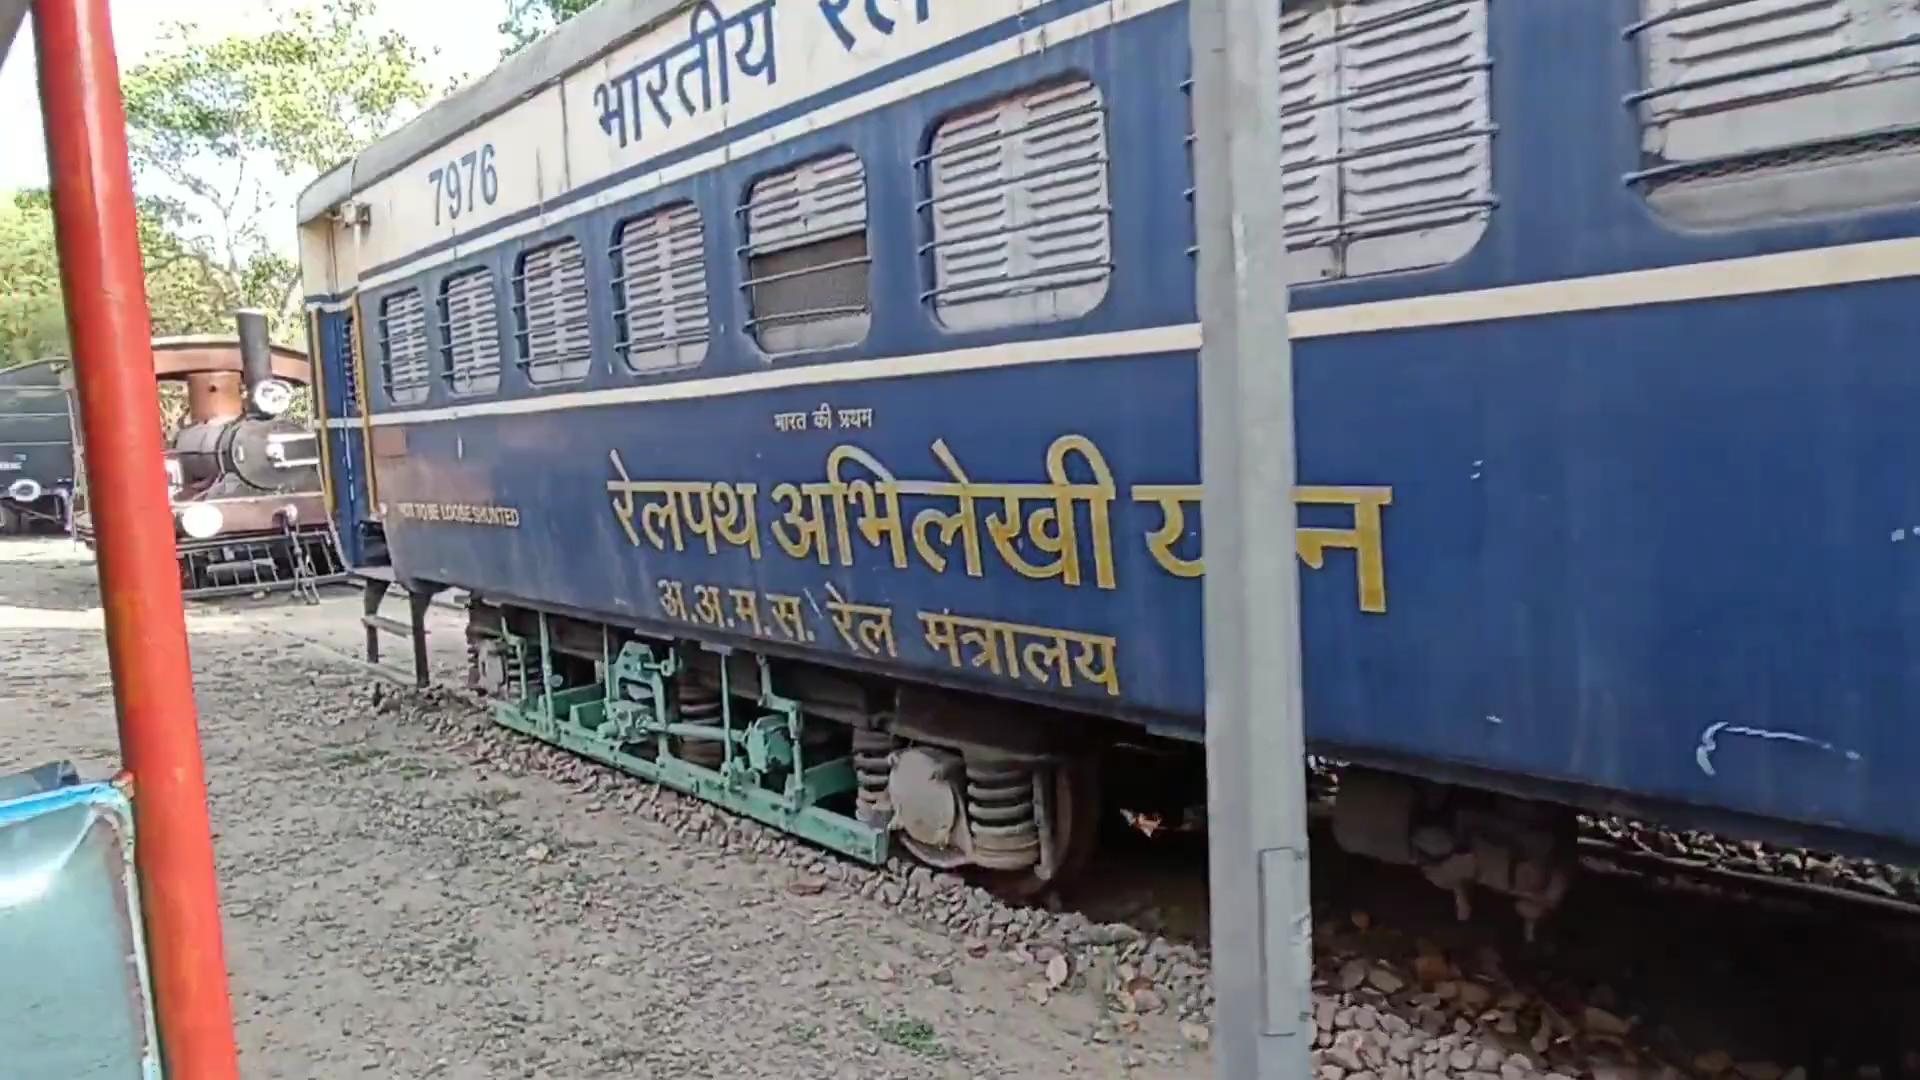 भारतीय रेल
7976
भारत की प्रथम
रेलपथ अभिलेखी यान
NOT TO BE LOOSE SHUNTED
अ.अ.म.स. रेल मंत्रालय